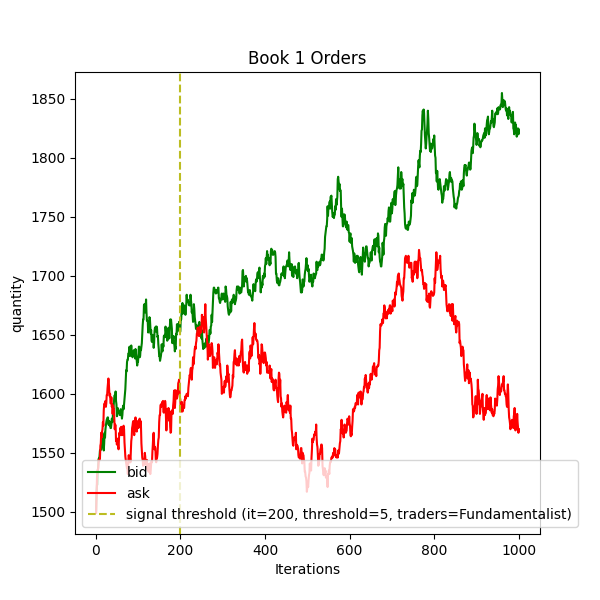 Book 1 Orders
quantity
1850
1800
1750
1700
1650
1600
1550
1500
bid
ask
signal threshold (it=200, threshold=5, traders=Fundamentalist)
0 200 400 600 800 1000
Iterations